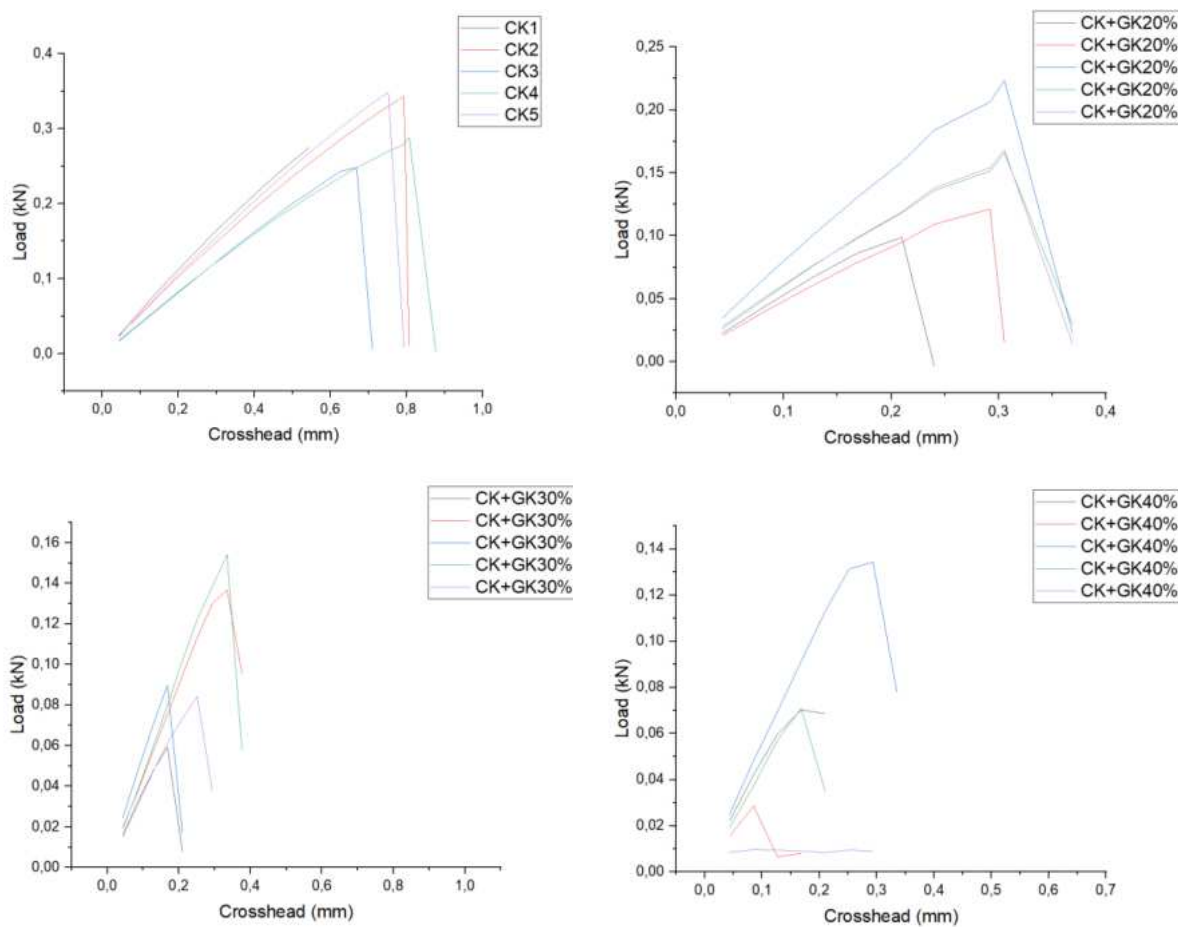 CK1
CK2
CK3
CK4
CK5
0,4
0,3
0,2
0,1
0,0
Load (kN)
0,0 0,2 0,4 0,6 0,8 1,0
Crosshead (mm)
CK+GK20%
CK+GK20%
CK+GK20%
CK+GK20%
CK+GK20%
0,25
0,20
0,15
0,10
0,05
0,00
Load (kN)
0,0 0,1 0,2 0,3 0,4
Crosshead (mm)
CK+GK30%
CK+GK30%
CK+GK30%
CK+GK30%
CK+GK30%
0,16
0,14
0,12
0,10
0,08
0,06
0,04
0,02
0,00
Load (kN)
0,0 0,2 0,4 0,6 0,8 1,0
Crosshead (mm)
CK+GK40%
CK+GK40%
CK+GK40%
CK+GK40%
CK+GK40%
0,14
0,12
0,10
0,08
0,06
0,04
0,02
0,00
Load (kN)
0,0 0,1 0,2 0,3 0,4 0,5 0,6 0,7
Crosshead (mm)